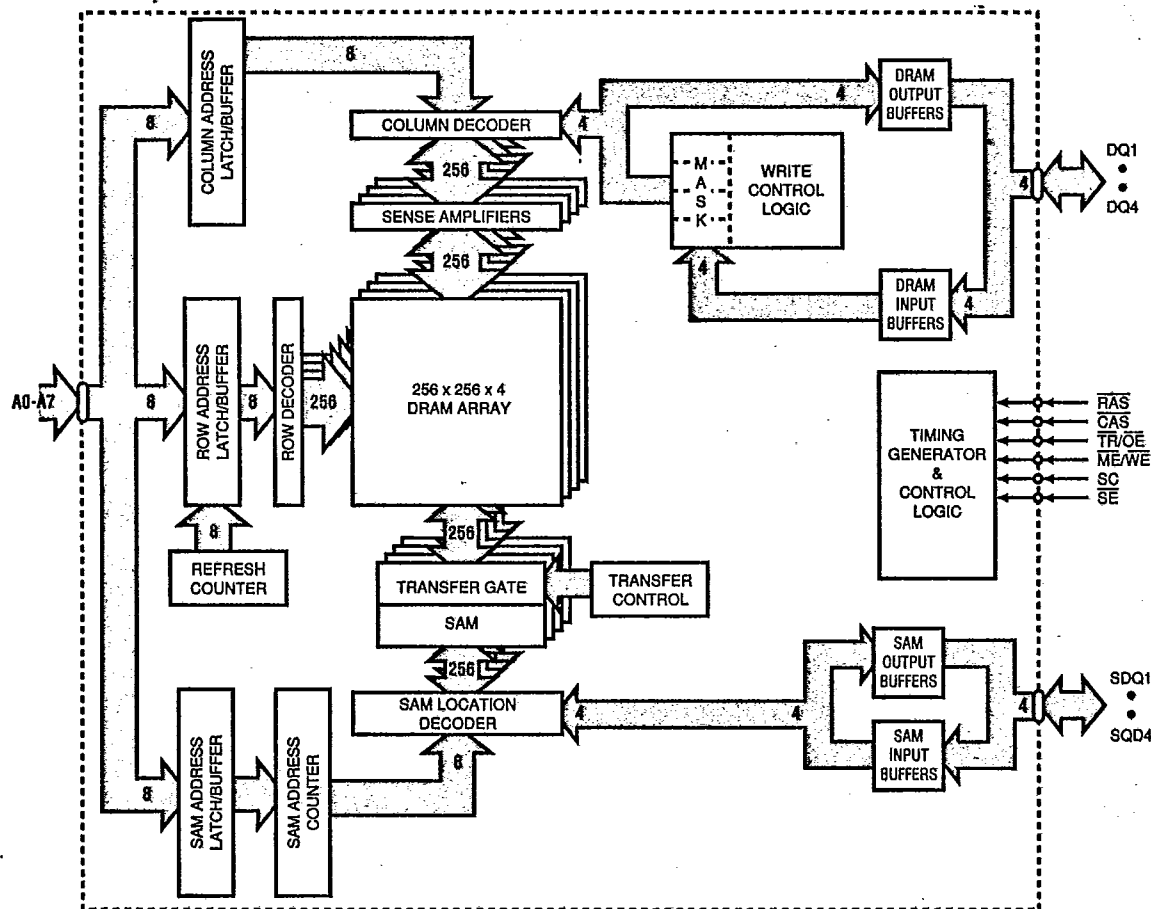 COLUMN ADDRESS
LATCH/BUFFER
8
8
COLUMN DECODER
256
SENSE AMPLIFIERS
256
4
4
DRAM
OUTPUT
BUFFERS
MASK
WRITE
CONTROL
LOGIC
4
DRAM
INPUT
BUFFERS
4
4
DQ1
DQ4
A0-A7
8
ROW ADDRESS
LATCH/BUFFER
8
ROW DECODER
256
256 x 256 x 4
DRAM ARRAY
8
REFRESH
COUNTER
256
TRANSFER GATE
SAM
TRANSFER
CONTROL
256
TIMING
GENERATOR
&
CONTROL
LOGIC
RAS
CAS
TR/OE
ME/WE
SC
SE
SAM LOCATION
DECODER
4
4
SAM
OUTPUT
BUFFERS
SAM
INPUT
BUFFERS
4
SDQ1
SQD4
8
SAM ADDRESS
LATCH/BUFFER
SAM ADDRESS
COUNTER
8